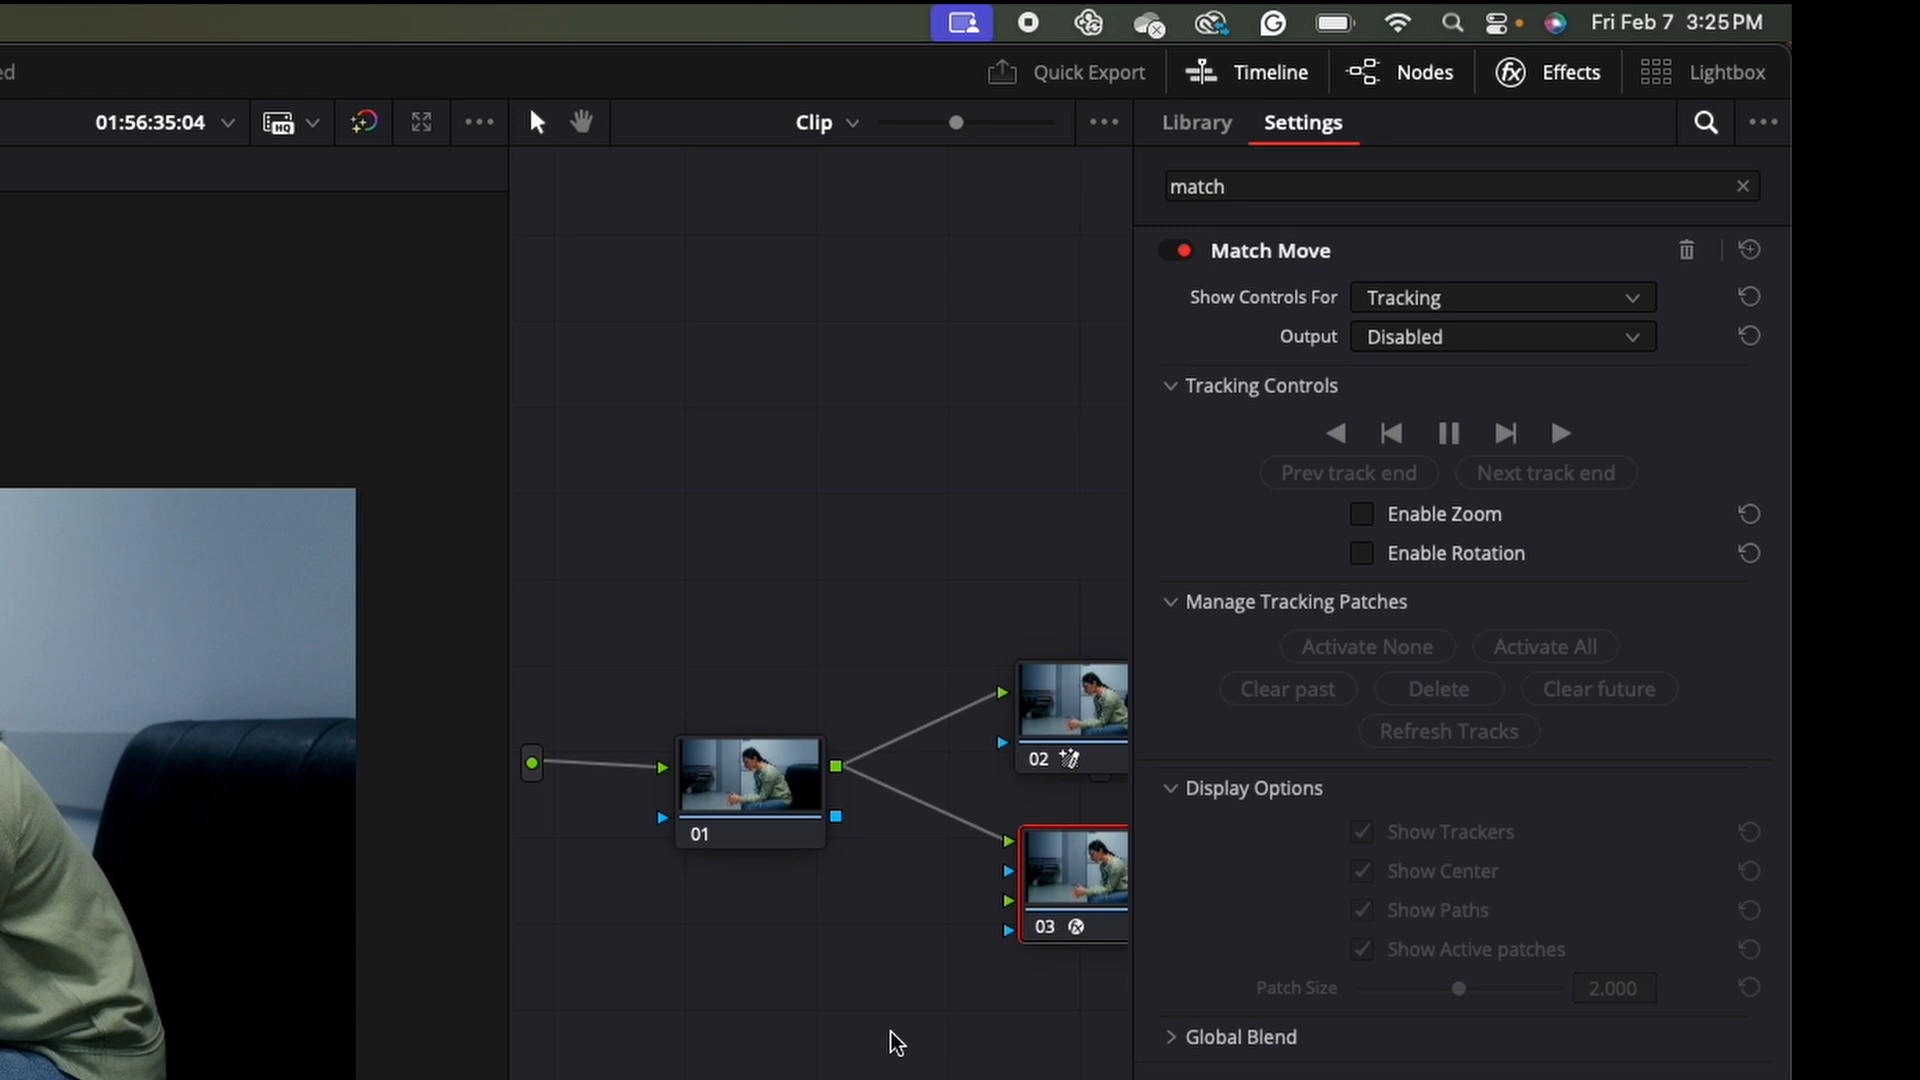 Fri Feb 7 3:25 PM
ed
Quick Export
Timeline
Nodes
Effects
Lightbox
01:56:35:04
HQ
Clip
Library
Settings
match
Match Move
Show Controls For
Tracking
Output
Disabled
Tracking Controls
Prev track end
Next track end
Enable Zoom
Enable Rotation
Manage Tracking Patches
Activate None
Activate All
Clear past
Delete
Clear future
Refresh Tracks
02
Display Options
01
Show Trackers
Show Center
Show Paths
03
Show Active patches
Patch Size
2.000
Global Blend